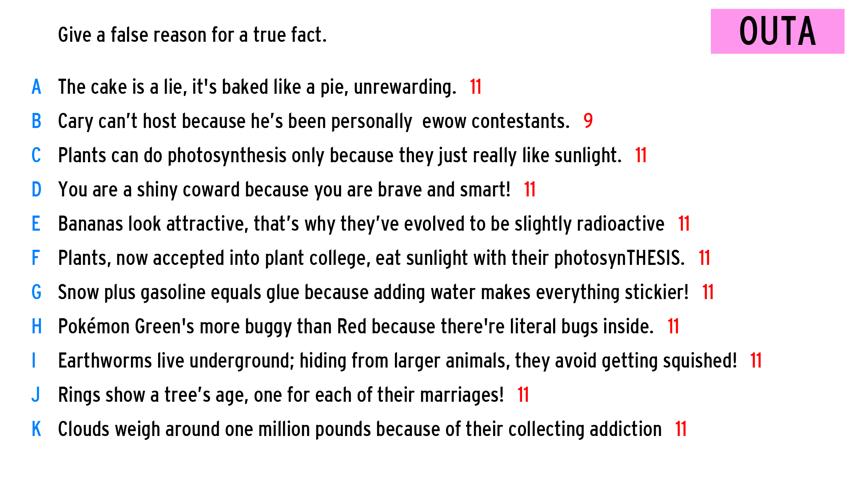 Give a false reason for a true fact.
OUTA
A The cake is a lie, it's baked like a pie, unrewarding. 11
B Cary can't host because he's been personally ewow contestants. 9
C Plants can do photosynthesis only because they just really like sunlight. 11
D You are a shiny coward because you are brave and smart! 11
E Bananas look attractive, that's why they've evolved to be slightly radioactive 11
F Plants, now accepted into plant college, eat sunlight with their photosynTHESIS. 11
G Snow plus gasoline equals glue because adding water makes everything stickier! 11
H Pokémon Green's more buggy than Red because there're literal bugs inside. 11
I Earthworms live underground; hiding from larger animals, they avoid getting squished! 11
J Rings show a tree's age, one for each of their marriages! 11
K Clouds weigh around one million pounds because of their collecting addiction 11